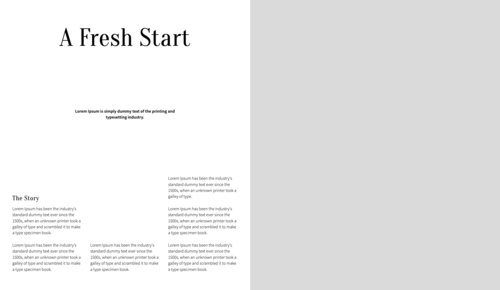 A Fresh Start
Lorem Ipsum is simply dummy text of the printing and
typesetting industry.
The Story
Lorem Ipsum has been the industry's
standard dummy text ever since the
1500s, when an unknown printer took a
galley of type and scrambled it to make
a type specimen book.
Lorem Ipsum has been the industry's
standard dummy text ever since the
1500s, when an unknown printer took a
galley of type and scrambled it to make
a type specimen book.
Lorem Ipsum has been the industry's
standard dummy text ever since the
1500s, when an unknown printer took a
galley of type and scrambled it to make
a type specimen book.
Lorem Ipsum has been the industry's
standard dummy text ever since the
1500s, when an unknown printer took a
galley of type.
Lorem Ipsum has been the industry's
standard dummy text ever since the
1500s, when an unknown printer took a
galley of type and scrambled it to make
a type specimen book.
Lorem Ipsum has been the industry's
standard dummy text ever since the
1500s, when an unknown printer took a
galley of type and scrambled it to make
a type specimen book.